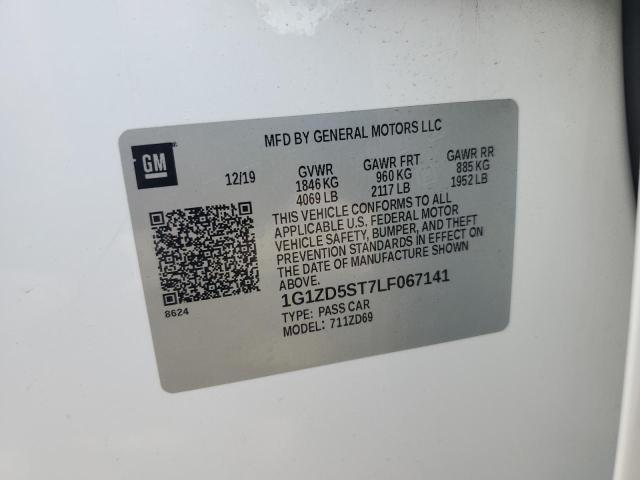 MFD BY GENERAL MOTORS LLC
GM
12/19
GVWR GAWR FRT GAWR RR
1846 KG 960 KG 885 KG
4069 LB 2117 LB 1952 LB
THIS VEHICLE CONFORMS TO ALL
APPLICABLE U.S. FEDERAL MOTOR
VEHICLE SAFETY, BUMPER, AND THEFT
PREVENTION STANDARDS IN EFFECT ON
THE DATE OF MANUFACTURE SHOWN
ABOVE.
1G1ZD5ST7LF067141
TYPE: PASS CAR
MODEL: 711ZD69
8624